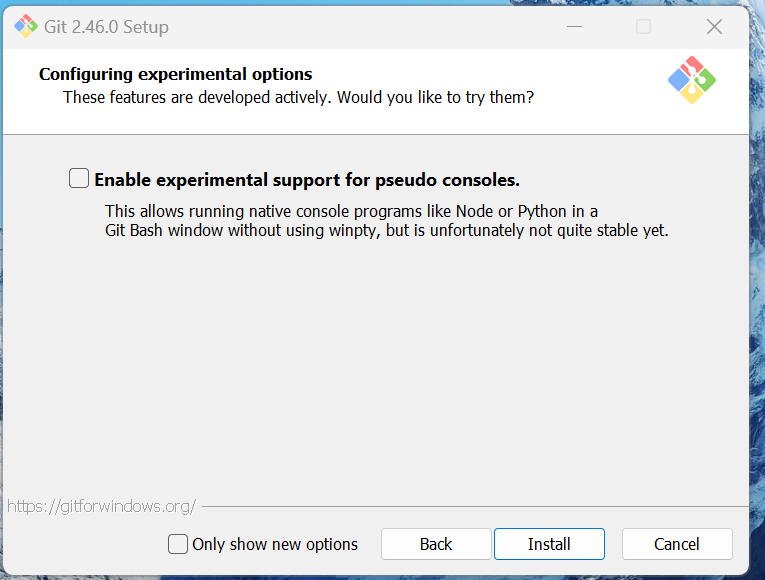 Git 2.46.0 Setup
Configuring experimental options
These features are developed actively. Would you like to try them?
Enable experimental support for pseudo consoles.
This allows running native console programs like Node or Python in a
Git Bash window without using winpty, but is unfortunately not quite stable yet.
https://gitforwindows.org/
Only show new options
Back
Install
Cancel